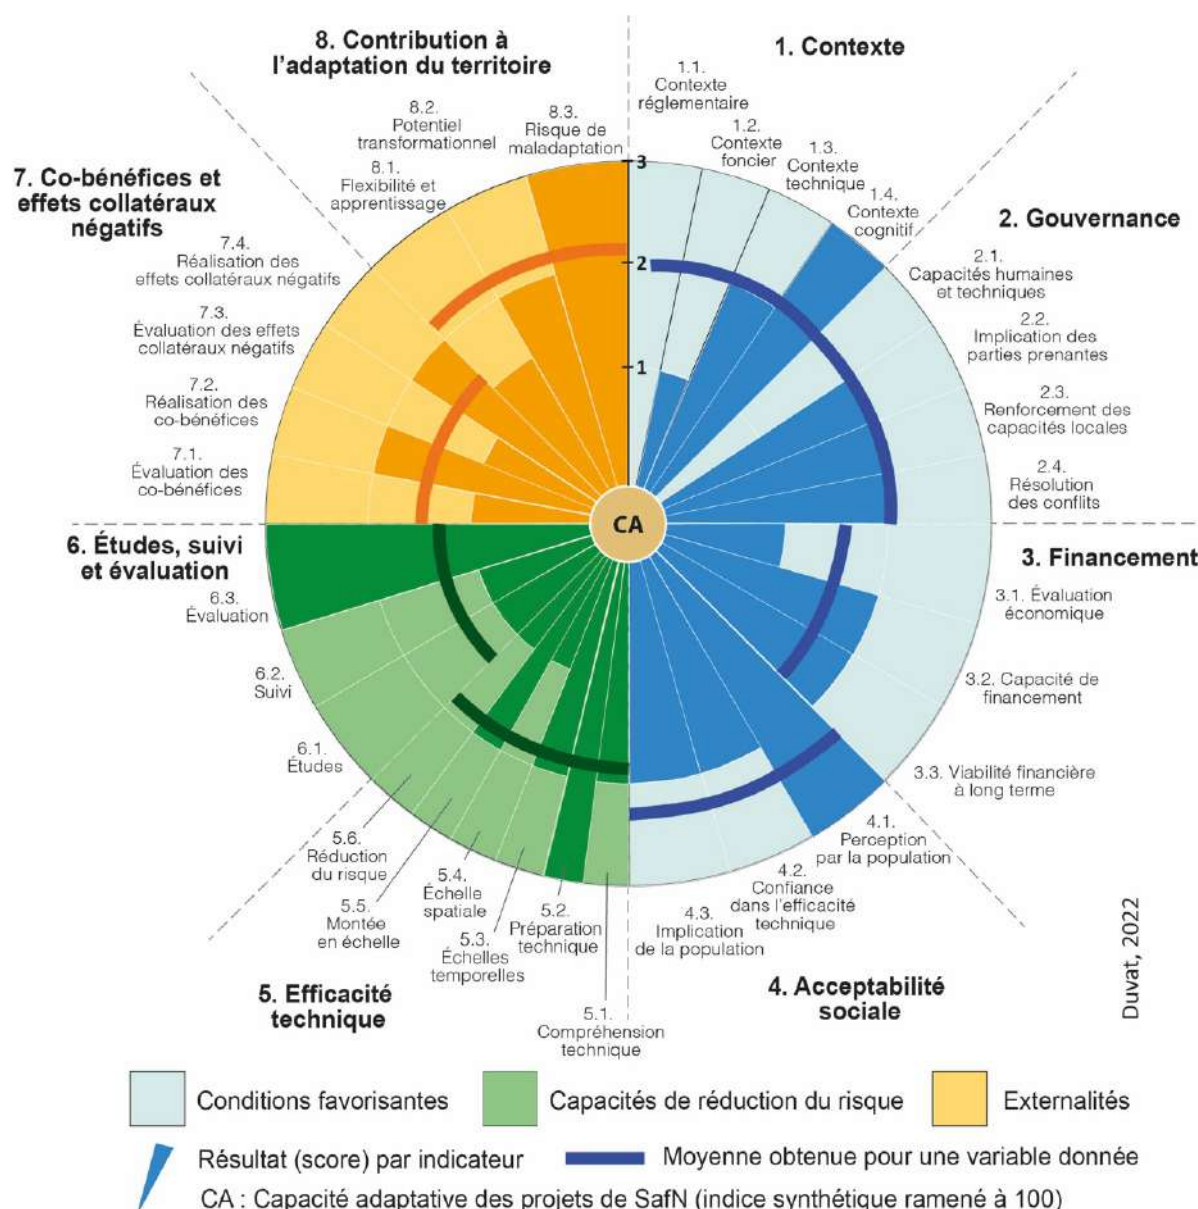 8. Contribution à
l'adaptation du territoire
1. Contexte
1.1.
Contexte
réglementaire
1.2.
Contexte
foncier
1.3.
Contexte
technique
1.4.
Contexte
cognitif
2. Gouvernance
2.1.
Capacités humaines
et techniques
2.2.
Implication des
parties prenantes
2.3.
Renforcement des
capacités locales
2.4.
Résolution
des conflits
3. Financement
3.1. Évaluation
économique
3.2. Capacité de
financement
3.3. Viabilité financière
à long terme
4.1.
Perception
par la population
4.2.
Confiance
dans l'efficacité
technique
4.3.
Implication
de la population
4. Acceptabilité
sociale
5.1.
Compréhension
technique
5.2.
Préparation
technique
5.3.
Échelles
temporelles
5.4.
Échelle
spatiale
5.5.
Montée
en échelle
5.6.
Réduction
du risque
5. Efficacité
technique
6.1.
Études
6.2.
Suivi
6.3.
Évaluation
6. Études, suivi
et évaluation
7.1.
Évaluation des
co-bénéfices
7.2.
Réalisation des
co-bénéfices
7.3.
Évaluation des effets
collatéraux négatifs
7.4.
Réalisation des
effets collatéraux négatifs
7. Co-bénéfices et
effets collatéraux
négatifs
8.1.
Flexibilité et
apprentissage
8.2.
Potentiel
transformationnel
8.3.
Risque de
maladaptation
3
2
1
CA
Duvat, 2022
Conditions favorisantes
Capacités de réduction du risque
Externalités
Résultat (score) par indicateur
Moyenne obtenue pour une variable donnée
CA : Capacité adaptative des projets de SafN (indice synthétique ramené à 100)